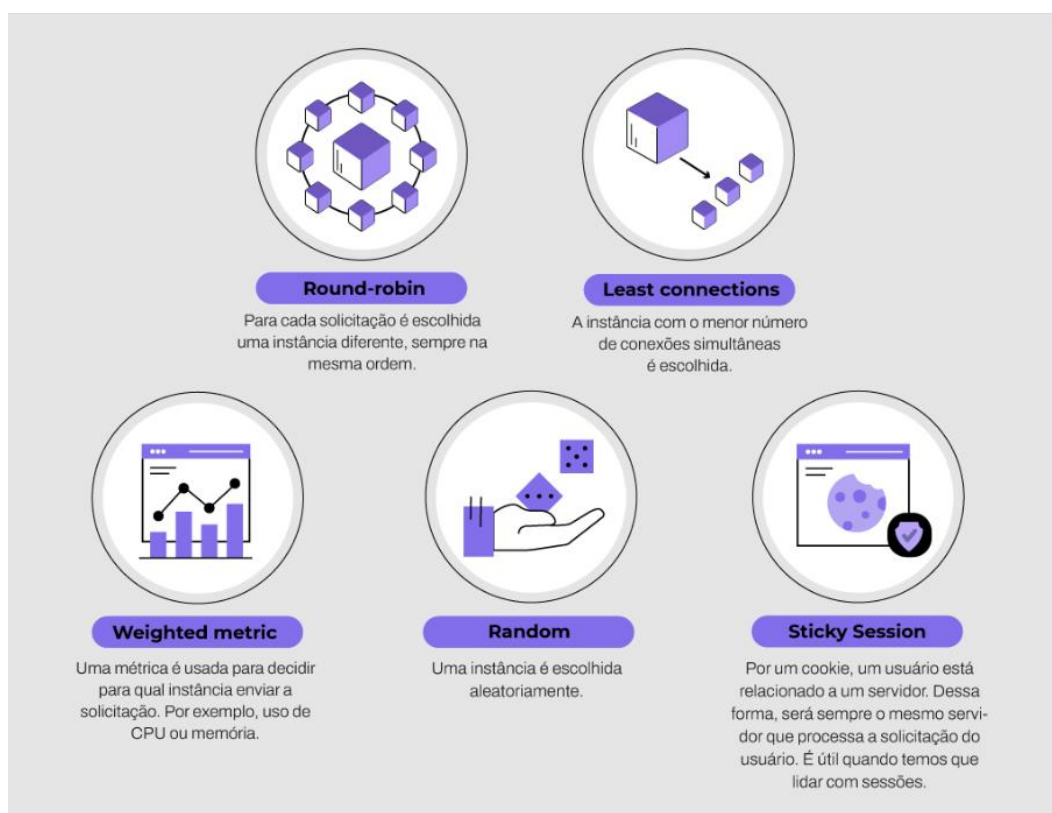 Round-robin
Para cada solicitação é escolhida
uma instância diferente, sempre na
mesma ordem.
Least connections
A instância com o menor número
de conexões simultâneas
é escolhida.
Weighted metric
Uma métrica é usada para decidir
para qual instância enviar a
solicitação. Por exemplo, uso de
CPU ou memória.
Random
Uma instância é escolhida
aleatoriamente.
Sticky Session
Por um cookie, um usuário está
relacionado a um servidor. Dessa
forma, será sempre o mesmo servi-
dor que processa a solicitação do
usuário. É útil quando temos que
lidar com sessões.